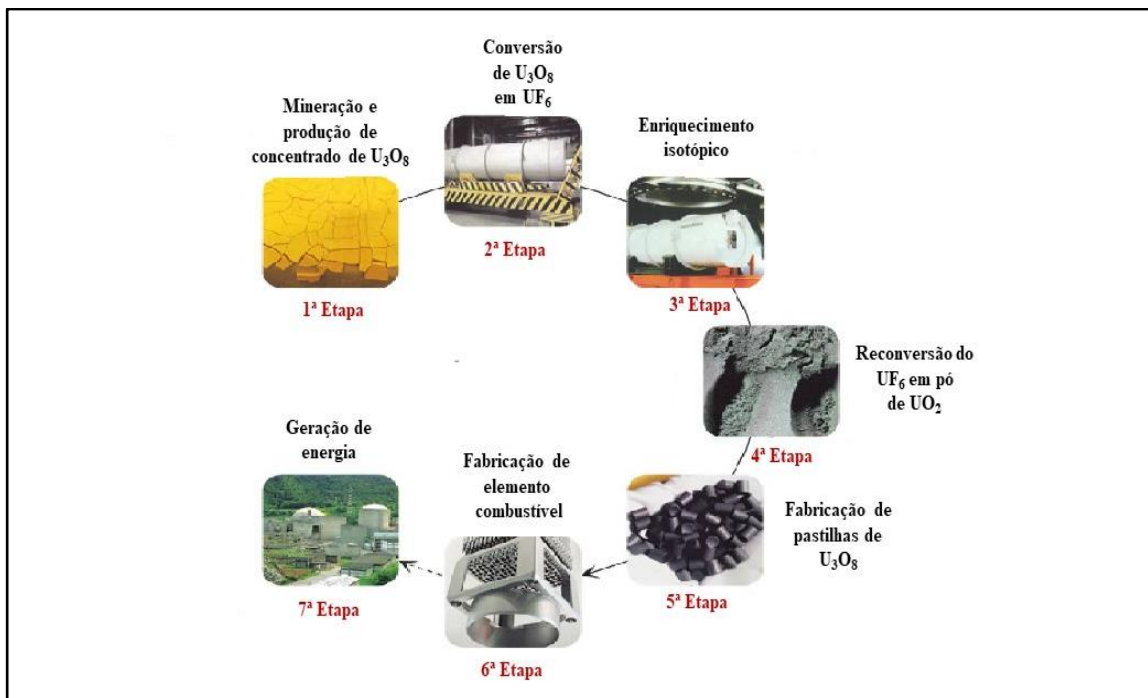 Mineração e
produção de
concentrado de U₃O₈
1ª Etapa
Conversão
de U₃O₈
em UF₆
2ª Etapa
Enriquecimento
isotópico
3ª Etapa
Reconversão do
UF₆ em pó
de UO₂
4ª Etapa
Fabricação de
pastilhas de
U₃O₈
5ª Etapa
Fabricação de
elemento
combustível
6ª Etapa
Geração de
energia
7ª Etapa